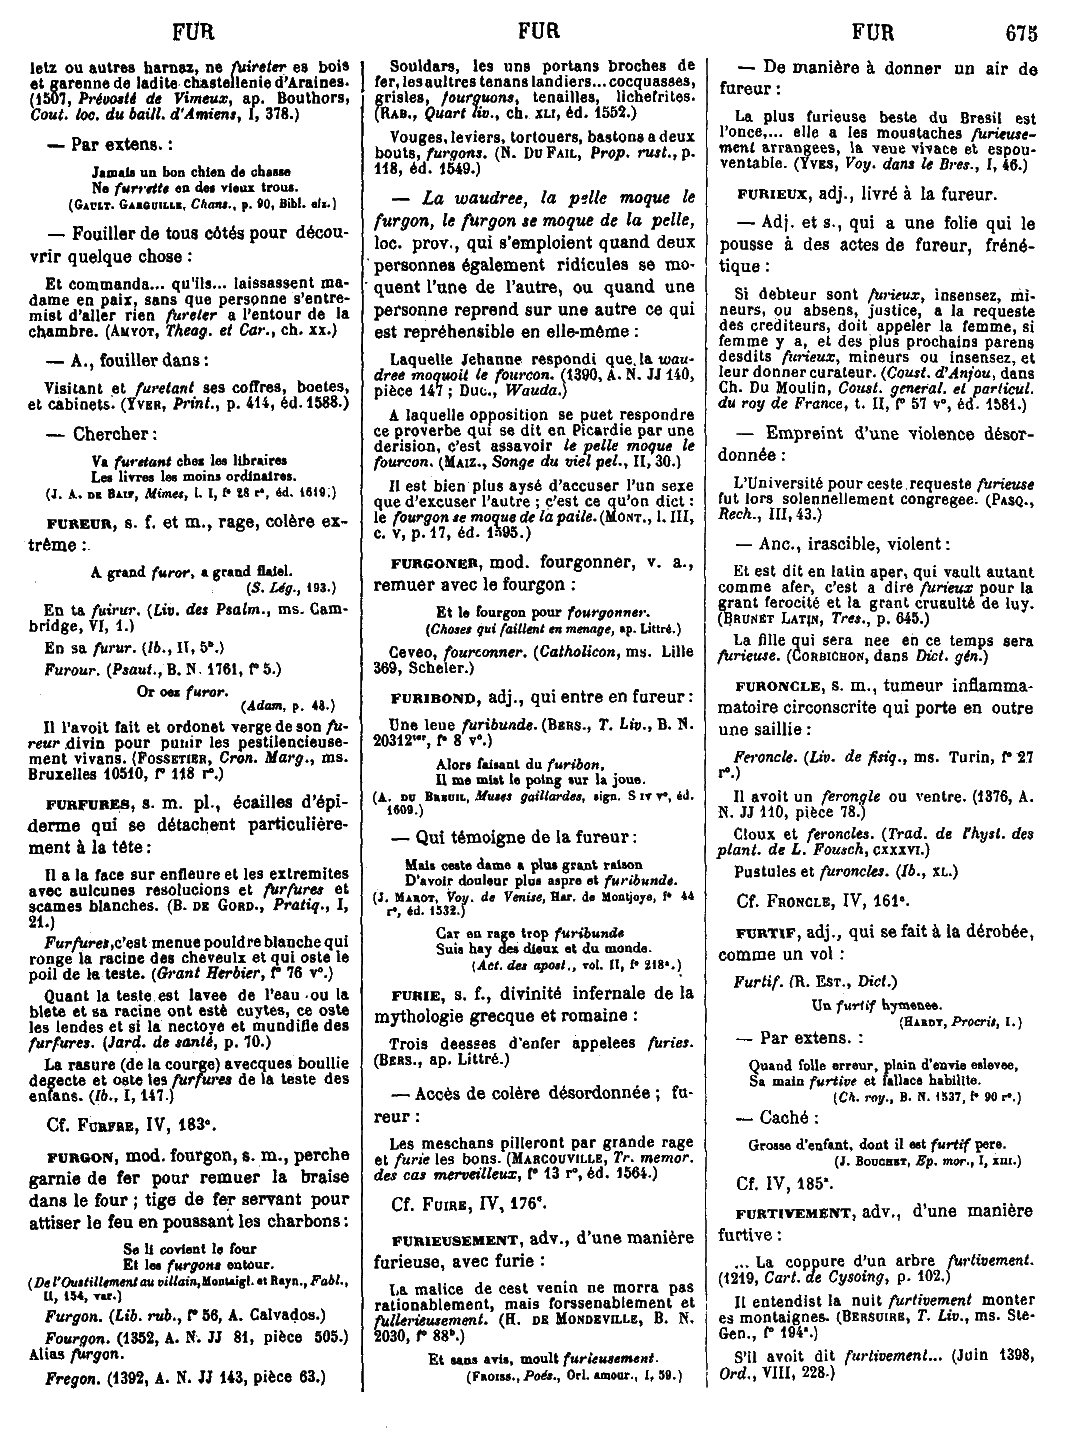 FUR
FUR
FUR
675
letz ou autres harnaz, ne fuireter es bois
et garenne de ladite chastellenie d'Araines.
(1507, Prévosté de Vimeux, ap. Bouthors,
Cout. loc. du baill. d'Amiens, I, 378.)
— Par extens. :
Jamais un bon chien de chasse
Ne furrette en des vieux trous.
(GAULT. GARGUILLE, Chans., p. 90, Bibl. elz.)
— Fouiller de tous côtés pour décou-
vrir quelque chose :
Et commanda... qu'ils... laissassent ma-
dame en paix, sans que personne s'entre-
mist d'aller rien fureter a l'entour de la
chambre. (AMYOT, Theag. et Car., ch. XX.)
— A., fouiller dans :
Visitant et furetant ses coffres, boetes,
et cabinets. (YVER, Print., p. 414, éd. 1588.)
— Chercher :
Va furetant chez les libraires
Les livres les moins ordinaires.
(J. A. DE BAIF, Mimes, l. I, f° 28 r°, éd. 1619.)
FUREUR, s. f. et m., rage, colère ex-
trême :
A grand furor, a grand flaiel.
(S. Lég., 193.)
En ta fuirur. (Liv. des Psalm., ms. Cam-
bridge, VI, 1.)
En sa furur. (Ib., II, 5°.)
Furour. (Psaut., B. N. 1761, f° 5.)
Or oez furor.
(Adam, p. 48.)
Il l'avoit fait et ordonet verge de son fu-
reur divin pour punir les pestilencieuse-
ment vivans. (FOSSETIER, Cron. Marg., ms.
Bruxelles 10510, f° 118 r°.)
FURFURES, s. m. pl., écailles d'épi-
derme qui se détachent particulière-
ment à la tête :
Il a la face sur enfleure et les extremites
avec aulcunes resolucions et furfures et
scames blanches. (B. DE GORD., Pratiq., I,
21.)
Furfures, c'est menue pouldre blanche qui
ronge la racine des cheveulx et qui oste le
poil de la teste. (Grant Herbier, f° 76 v°.)
Quant la teste est lavee de l'eau ou la
blete et sa racine ont esté cuytes, ce oste
les lendes et si la nectoye et mundifie des
furfures. (Jard. de santé, p. 70.)
La rasure (de la courge) avecques boullie
degecte et oste les furfures de la teste des
enfans. (Ib., I, 147.)
Cf. FURFRE, IV, 183ᵃ.
FURGON, mod. fourgon, s. m., perche
garnie de fer pour remuer la braise
dans le four ; tige de fer servant pour
attiser le feu en poussant les charbons :
Se li covient le four
Et les furgons entour.
(De l'Oustillement au villain, Montaigl. et Rayn., Fabl.,
II, 154, var.)
Furgon. (Lib. rub., f° 56, A. Calvados.)
Fourgon. (1352, A. N. JJ 81, pièce 505.)
Alias furgon.
Fregon. (1392, A. N. JJ 143, pièce 63.)
Souldars, les uns portans broches de
fer, les aultres tenans landiers... cocquasses,
grisles, fourguons, tenailles, lichefrites.
(RAB., Quart liv., ch. XLI, éd. 1552.)
Vouges, leviers, tortouers, bastons a deux
bouts, furgons. (N. DU FAIL, Prop. rust., p.
118, éd. 1549.)
— La waudree, la pelle moque le
furgon, le furgon se moque de la pelle,
loc. prov., qui s'emploient quand deux
personnes également ridicules se mo-
quent l'une de l'autre, ou quand une
personne reprend sur une autre ce qui
est repréhensible en elle-même :
Laquelle Jehanne respondi que la wau-
dree moquoit le fourcon. (1390, A. N. JJ 140,
pièce 147 ; DUC., Wauda.)
A laquelle opposition se puet respondre
ce proverbe qui se dit en Picardie par une
derision, c'est assavoir le pelle moque le
fourcon. (MAIZ., Songe du viel pel., II, 30.)
Il est bien plus aysé d'accuser l'un sexe
que d'excuser l'autre ; c'est ce qu'on dict :
le fourgon se moque de la paile. (MONT., l. III,
c. V, p. 17, éd. 1595.)
FURGONER, mod. fourgonner, v. a.,
remuer avec le fourgon :
Et le fourgon pour fourgonner.
(Choses qui faillent en menage, ap. Littré.)
Ceveo, fourconner. (Catholicon, ms. Lille
369, Scheler.)
FURIBOND, adj., qui entre en fureur :
Une leue furibunde. (BERS., T. Liv., B. N.
20312ᵗᵉʳ, f° 8 v°.)
Alors faisant du furibon,
Il me mist le poing sur la joue.
(A. DU BREUIL, Muses gaillardes, sign. S IV v°, éd.
1609.)
— Qui témoigne de la fureur :
Mais ceste dame a plus grant raison
D'avoir douleur plus aspre et furibunde.
(J. MAROT, Voy. de Venise, Har. de Montjoye, f° 44
r°, éd. 1532.)
Car en rage trop furibunde
Suis hay des dieux et du monde.
(Act. des apost., vol. II, f° 218ᵃ.)
FURIE, s. f., divinité infernale de la
mythologie grecque et romaine :
Trois deesses d'enfer appelees furies.
(BERS., ap. Littré.)
— Accès de colère désordonnée ; fu-
reur :
Les meschans pilleront par grande rage
et furie les bons. (MARCOUVILLE, Tr. memor.
des cas merveilleux, f° 13 r°, éd. 1564.)
Cf. FUIRE, IV, 176ᶜ.
FURIEUSEMENT, adv., d'une manière
furieuse, avec furie :
La malice de cest venin ne morra pas
rationablement, mais forssenablement et
fullerieusement. (H. DE MONDEVILLE, B. N.
2030, f° 88ᵇ.)
Et sans avis, moult furieusement.
(FROISS., Poés., Orl. amour., I, 39.)
— De manière à donner un air de
fureur :
La plus furieuse beste du Bresil est
l'once,... elle a les moustaches furieuse-
ment arrangees, la veue vivace et espou-
ventable. (YVES, Voy. dans le Bres., I, 46.)
FURIEUX, adj., livré à la fureur.
— Adj. et s., qui a une folie qui le
pousse à des actes de fureur, fréné-
tique :
Si debteur sont furieux, insensez, mi-
neurs, ou absens, justice, a la requeste
des crediteurs, doit appeler la femme, si
femme y a, et des plus prochains parens
desdits furieux, mineurs ou insensez, et
leur donner curateur. (Coust. d'Anjou, dans
Ch. Du Moulin, Coust. general. et particul.
du roy de France, t. II, f° 57 v°, éd. 1581.)
— Empreint d'une violence désor-
donnée :
L'Université pour ceste requeste furieuse
fut lors solennellement congregee. (PASQ.,
Rech., III, 43.)
— Anc., irascible, violent :
Et est dit en latin aper, qui vault autant
comme afer, c'est a dire furieux pour la
grant ferocité et la grant cruaulté de luy.
(BRUNET LATIN, Tres., p. 645.)
La fille qui sera nee en ce temps sera
furieuse. (CORBICHON, dans Dict. gén.)
FURONCLE, s. m., tumeur inflamma-
matoire circonscrite qui porte en outre
une saillie :
Feroncle. (Liv. de fisiq., ms. Turin, f° 27
r°.)
Il avoit un ferongle ou ventre. (1376, A.
N. JJ 110, pièce 78.)
Cloux et feroncles. (Trad. de l'hyst. des
plant. de L. Fousch, CXXXVI.)
Pustules et furoncles. (Ib., XL.)
Cf. FRONCLE, IV, 161ᵃ.
FURTIF, adj., qui se fait à la dérobée,
comme un vol :
Furtif. (R. EST., Dict.)
Un furtif hymenee.
(HARDY, Procris, I.)
— Par extens. :
Quand folle erreur, plain d'envie eslevee,
Sa main furtive et fallace habilite.
(Ch. roy., B. N. 1537, f° 90 r°.)
— Caché :
Grosse d'enfant, dont il est furtif pere.
(J. BOUCHET, Ep. mor., I, XIII.)
Cf. IV, 185ᵃ.
FURTIVEMENT, adv., d'une manière
furtive :
... La coppure d'un arbre furtivement.
(1219, Cart. de Cysoing, p. 102.)
Il entendist la nuit furtivement monter
es montaignes. (BERSUIRE, T. Liv., ms. Ste-
Gen., f° 194ᵃ.)
S'il avoit dit furtivement... (Juin 1398,
Ord., VIII, 228.)